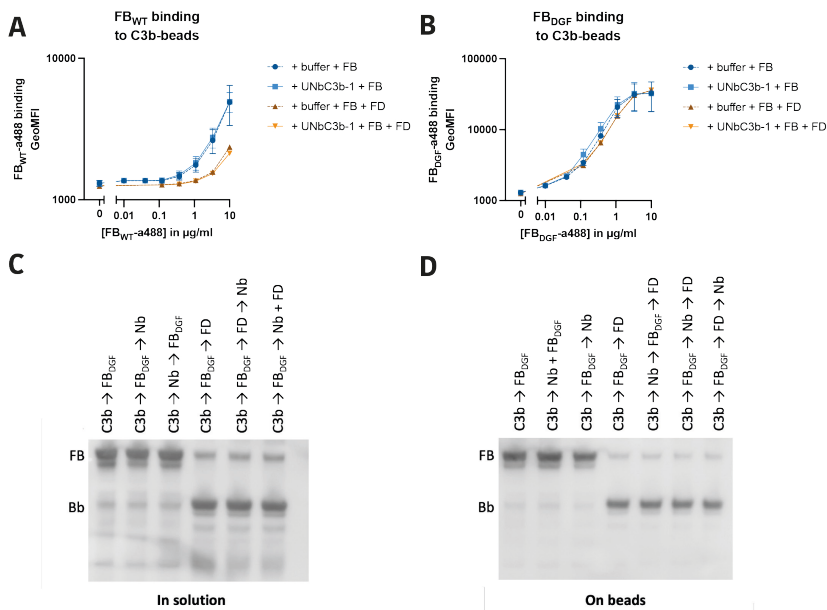 A
FB_WT binding
to C3b-beads
10000
1000
FB_WT-a488 binding
GeoMFI
0
0.01
0.1
1
10
[FB_WT-a488] in µg/ml
+ buffer + FB
+ UNbC3b-1 + FB
+ buffer + FB + FD
+ UNbC3b-1 + FB + FD
B
FB_DGF binding
to C3b-beads
100000
10000
1000
FB_DGF-a488 binding
GeoMFI
0
0.01
0.1
1
10
[FB_DGF-a488] in µg/ml
+ buffer + FB
+ UNbC3b-1 + FB
+ buffer + FB + FD
+ UNbC3b-1 + FB + FD
C
C3b → FB_DGF
C3b → FB_DGF → Nb
C3b → Nb → FB_DGF
C3b → FB_DGF → FD
C3b → FB_DGF → FD → Nb
C3b → FB_DGF → Nb + FD
FB
Bb
In solution
D
C3b → FB_DGF
C3b → Nb + FB_DGF
C3b → FB_DGF → Nb
C3b → FB_DGF → FD
C3b → Nb → FB_DGF → FD
C3b → FB_DGF → Nb → FD
C3b → FB_DGF → FD → Nb
FB
Bb
On beads